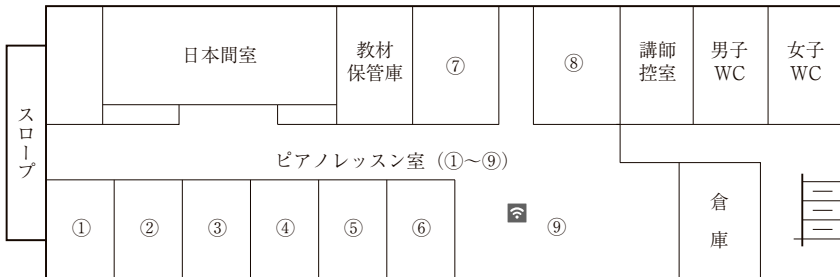 日本間室
教材
保管庫
⑦
⑧
講師
控室
男子
WC
女子
WC
スロープ
ピアノレッスン室（①～⑨）
①
②
③
④
⑤
⑥
⑨
倉
庫